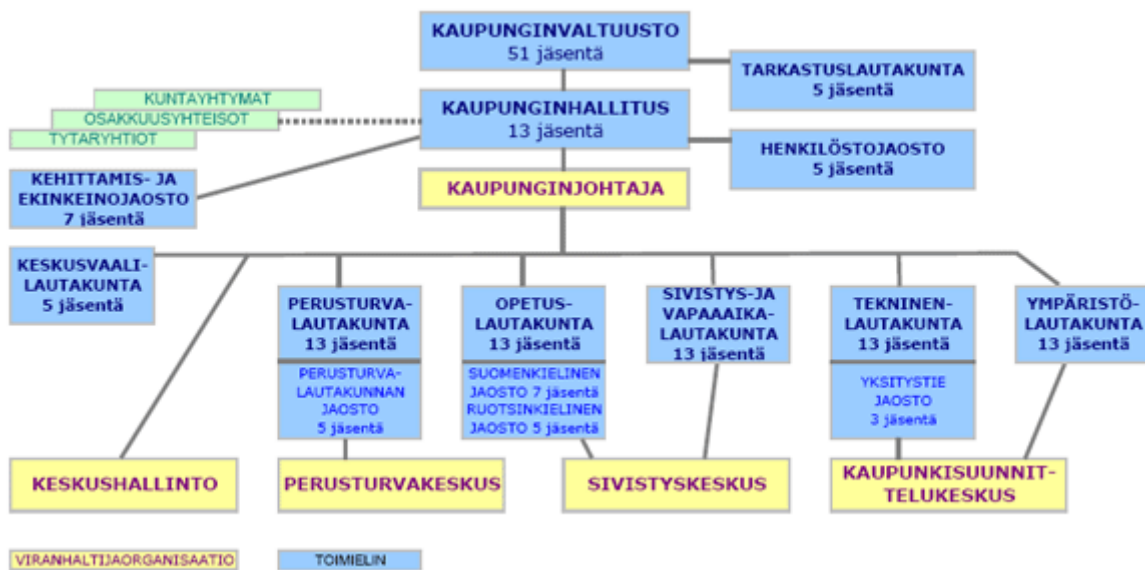 KAUPUNGINVALTUUSTO
51 jäsentä
TARKASTUSLAUTAKUNTA
5 jäsentä
KUNTAYHTYMAT
OSAKKUUSYHTEISOT
TYTARYHTIOT
KAUPUNGINHALLITUS
13 jäsentä
HENKILÖSTOJAOSTO
5 jäsentä
KEHITTAMIS- JA
EKINKEINOJAOSTO
7 jäsentä
KAUPUNGINJOHTAJA
KESKUSVAALI-
LAUTAKUNTA
5 jäsentä
PERUSTURVA-
LAUTAKUNTA
13 jäsentä
PERUSTURVA-
LAUTAKUNNAN
JAOSTO
5 jäsentä
OPETUS-
LAUTAKUNTA
13 jäsentä
SUOMENKIELINEN
JAOSTO 7 jäsentä
RUOTSINKIELINEN
JAOSTO 5 jäsentä
SIVISTYS-JA
VAPAAAIKA-
LAUTAKUNTA
13 jäsentä
TEKNINEN-
LAUTAKUNTA
13 jäsentä
YKSITYSTIE
JAOSTO
3 jäsentä
YMPÄRISTÖ-
LAUTAKUNTA
13 jäsentä
KESKUSHALLINTO
PERUSTURVAKESKUS
SIVISTYSKESKUS
KAUPUNKISUUNNIT-
TELUKESKUS
VIRANHALTIJAORGANISAATIO
TOIMIELIN